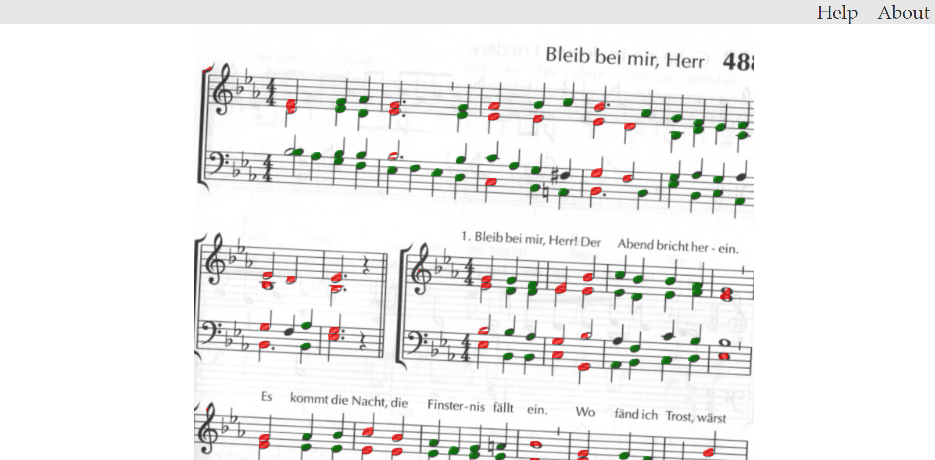 Help About
Bleib bei mir, Herr 488
1. Bleib bei mir, Herr! Der Abend bricht her - ein.
Es kommt die Nacht, die Finster-nis fällt ein. Wo fänd ich Trost, wärst